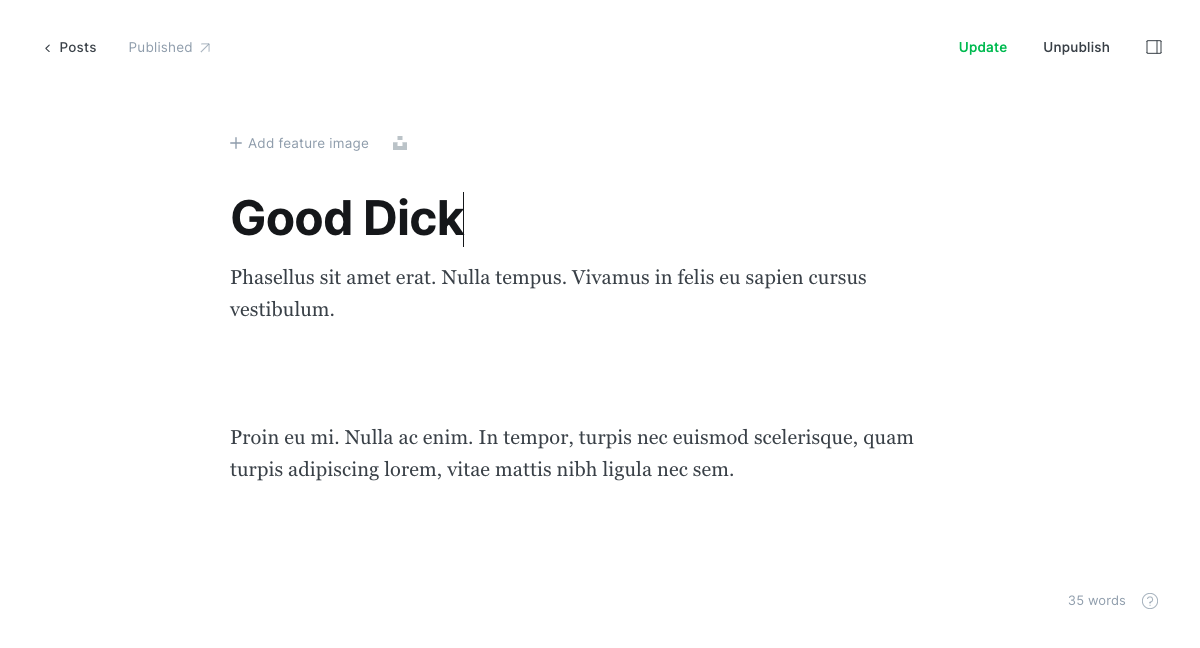 Posts
Published
Update
Unpublish
Add feature image
Good Dick
Phasellus sit amet erat. Nulla tempus. Vivamus in felis eu sapien cursus
vestibulum.
Proin eu mi. Nulla ac enim. In tempor, turpis nec euismod scelerisque, quam
turpis adipiscing lorem, vitae mattis nibh ligula nec sem.
35 words
?